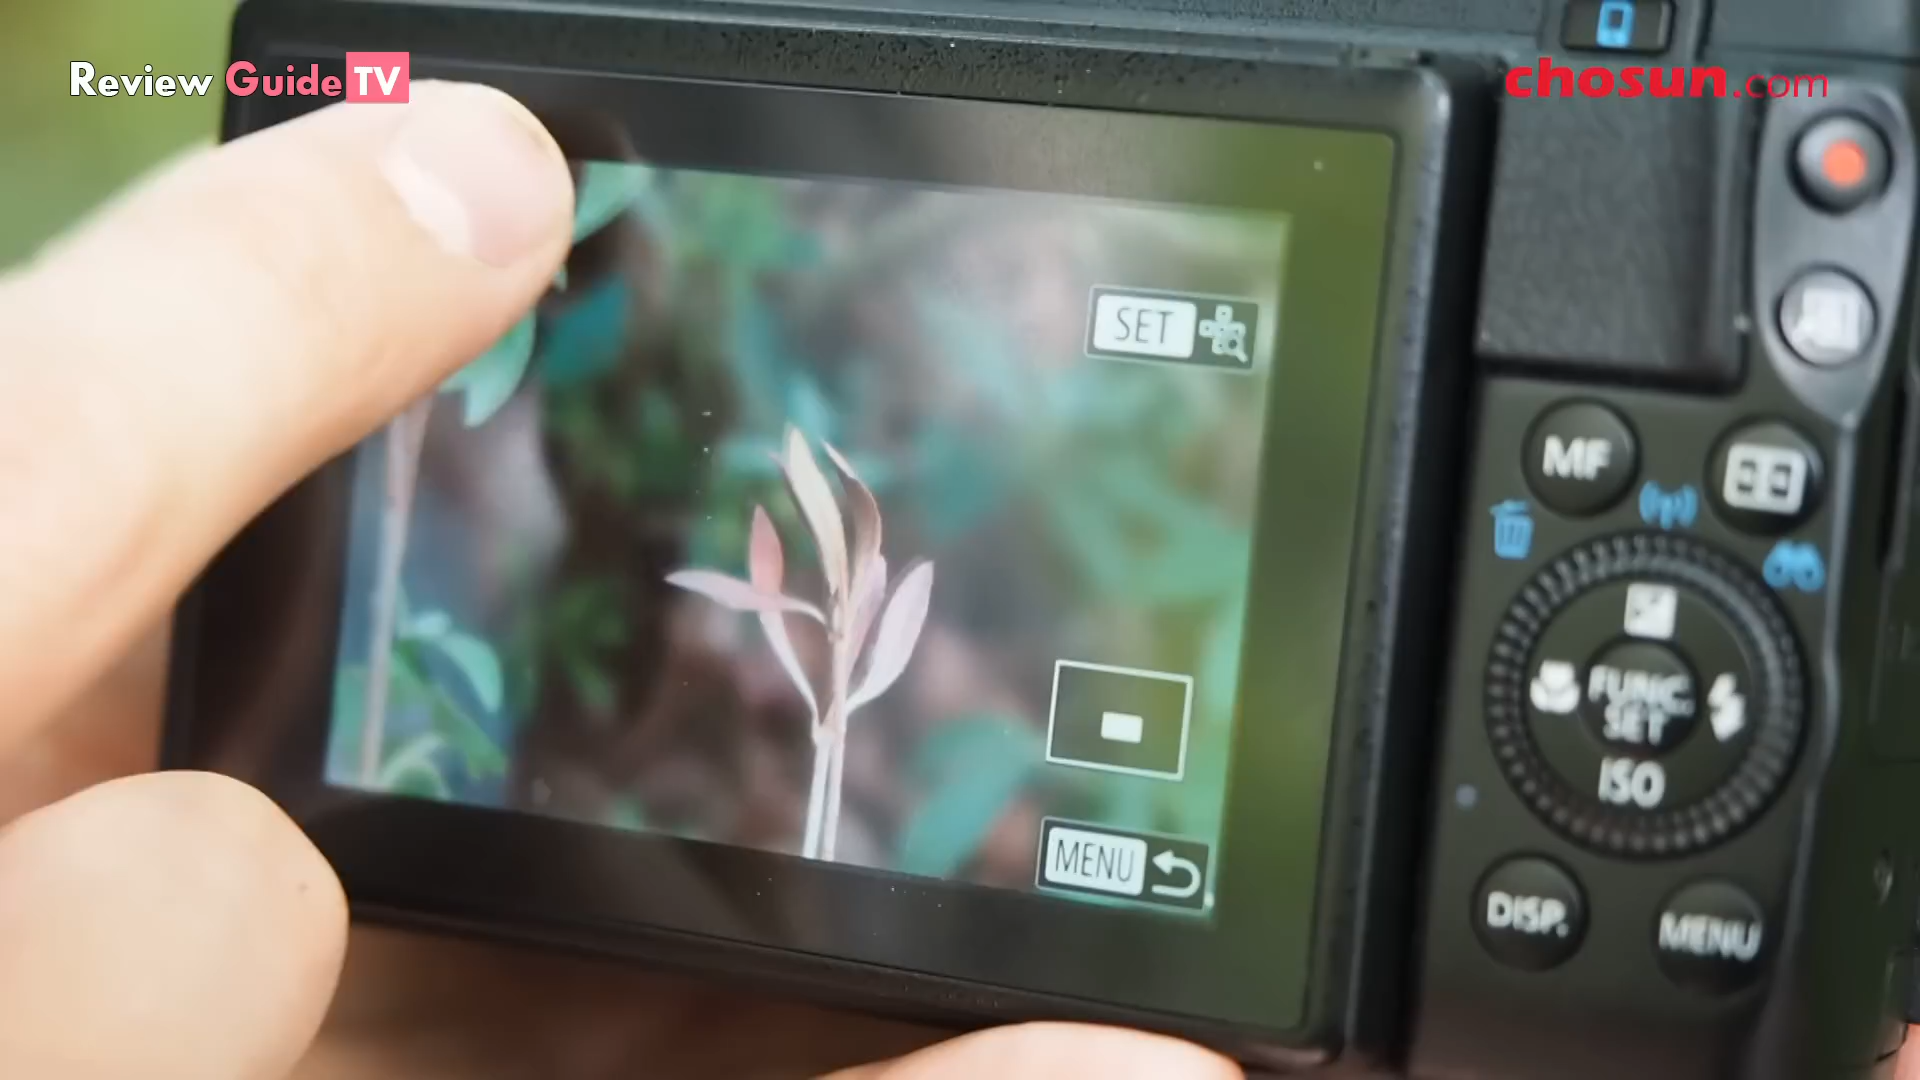 Review GuideTV
chosun.com
SET
MF
FUNC.
SET
ISO
MENU
DISP.
MENU